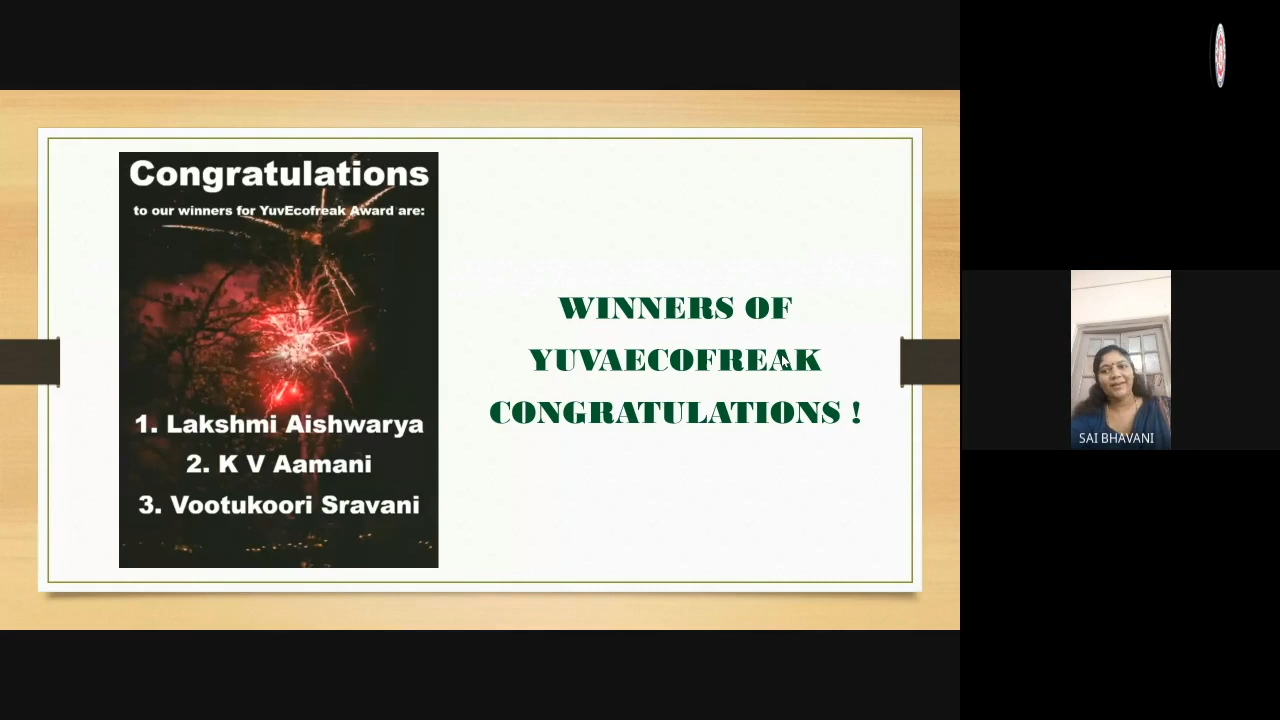 Congratulations
to our winners for YuvEcofreak Award are:
1. Lakshmi Aishwarya
2. K V Aamani
3. Vootukoori Sravani
WINNERS OF
YUVAECOFREAK
CONGRATULATIONS !
SAI BHAVANI